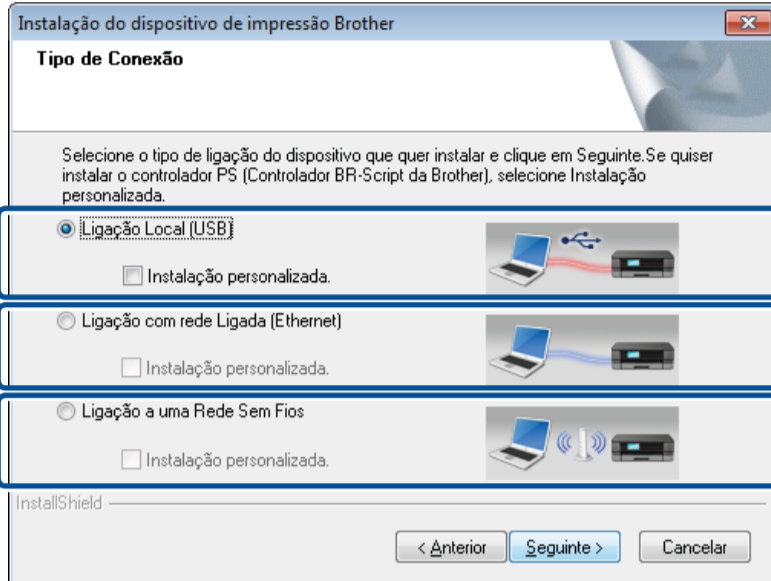 Instalação do dispositivo de impressão Brother
Tipo de Conexão
Selecione o tipo de ligação do dispositivo que quer instalar e clique em Seguinte.Se quiser
instalar o controlador PS (Controlador BR-Script da Brother), selecione Instalação
personalizada.
Ligação Local (USB)
Instalação personalizada.
Ligação com rede Ligada (Ethernet)
Instalação personalizada.
Ligação a uma Rede Sem Fios
Instalação personalizada.
InstallShield
< Anterior Seguinte > Cancelar